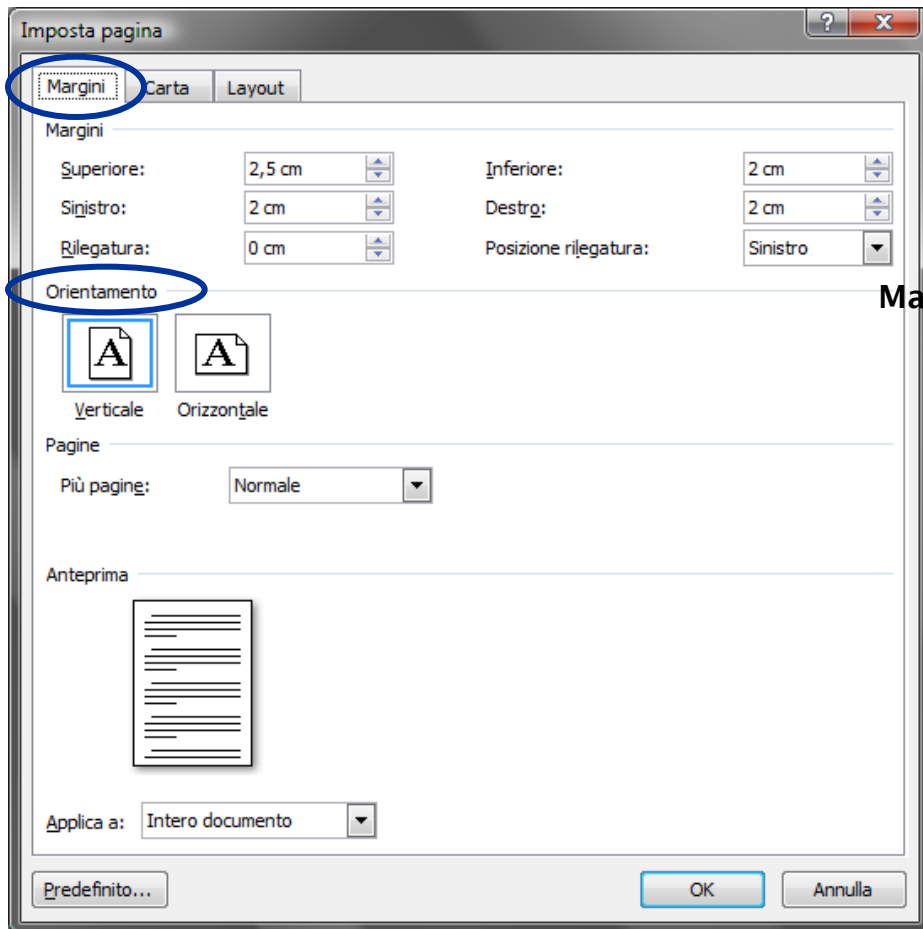 Imposta pagina
Margini Carta Layout
Margini
Superiore: 2,5 cm Inferiore: 2 cm
Sinistro: 2 cm Destro: 2 cm
Rilegatura: 0 cm Posizione rilegatura: Sinistro
Orientamento
Ma
A A
Verticale Orizzontale
Pagine
Più pagine: Normale
Anteprima
Applica a: Intero documento
Predefinito... OK Annulla